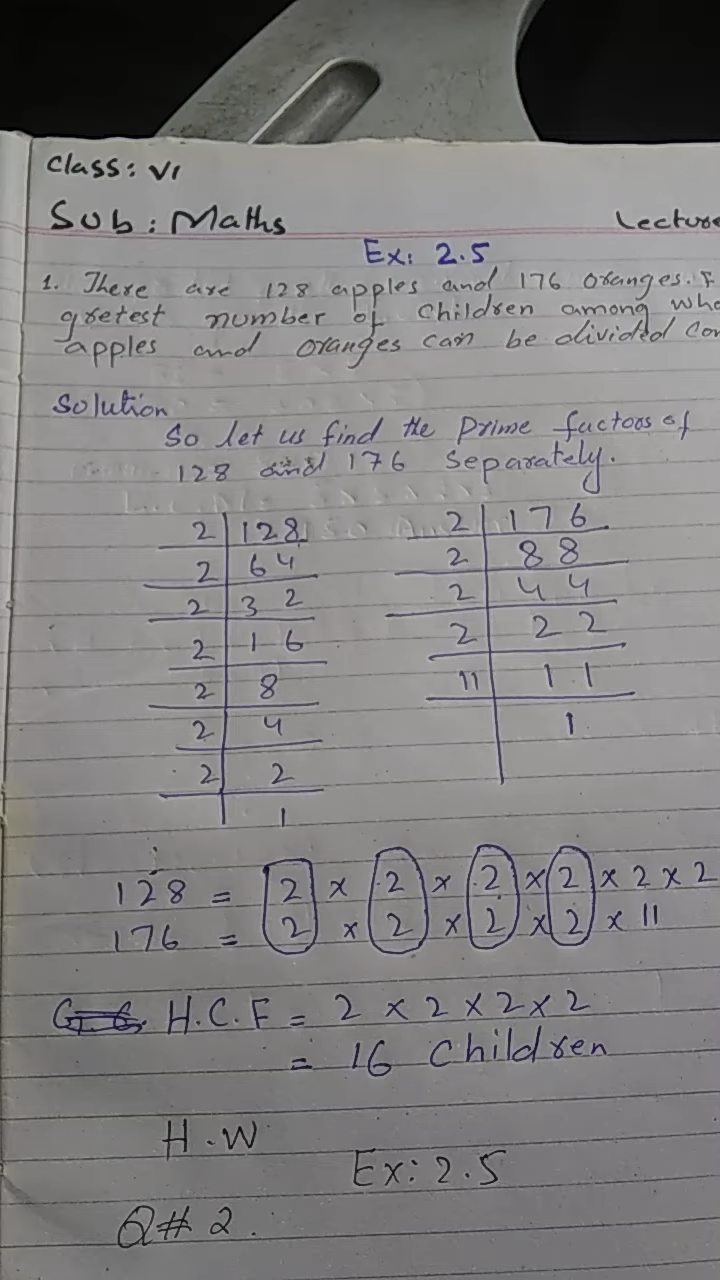 Class: VI
Sub: Maths Lecture
Ex: 2.5
1. There are 128 apples and 176 oranges. F
gretest number of children among who
apples and oranges can be divided
Solution
So let us find the prime factors of
128 and 176 separately.
2 128
2 64
2 32
2 16
2 8
2 4
2 2
1
2 176
2 88
2 44
2 22
11 11
1
128 = 2 x 2 x 2 x 2 x 2 x 2
176 = 2 x 2 x 2 x 2 x 11
H.C.F = 2 x 2 x 2 x 2
= 16 Children
H.W
Ex: 2.5
Q# 2.